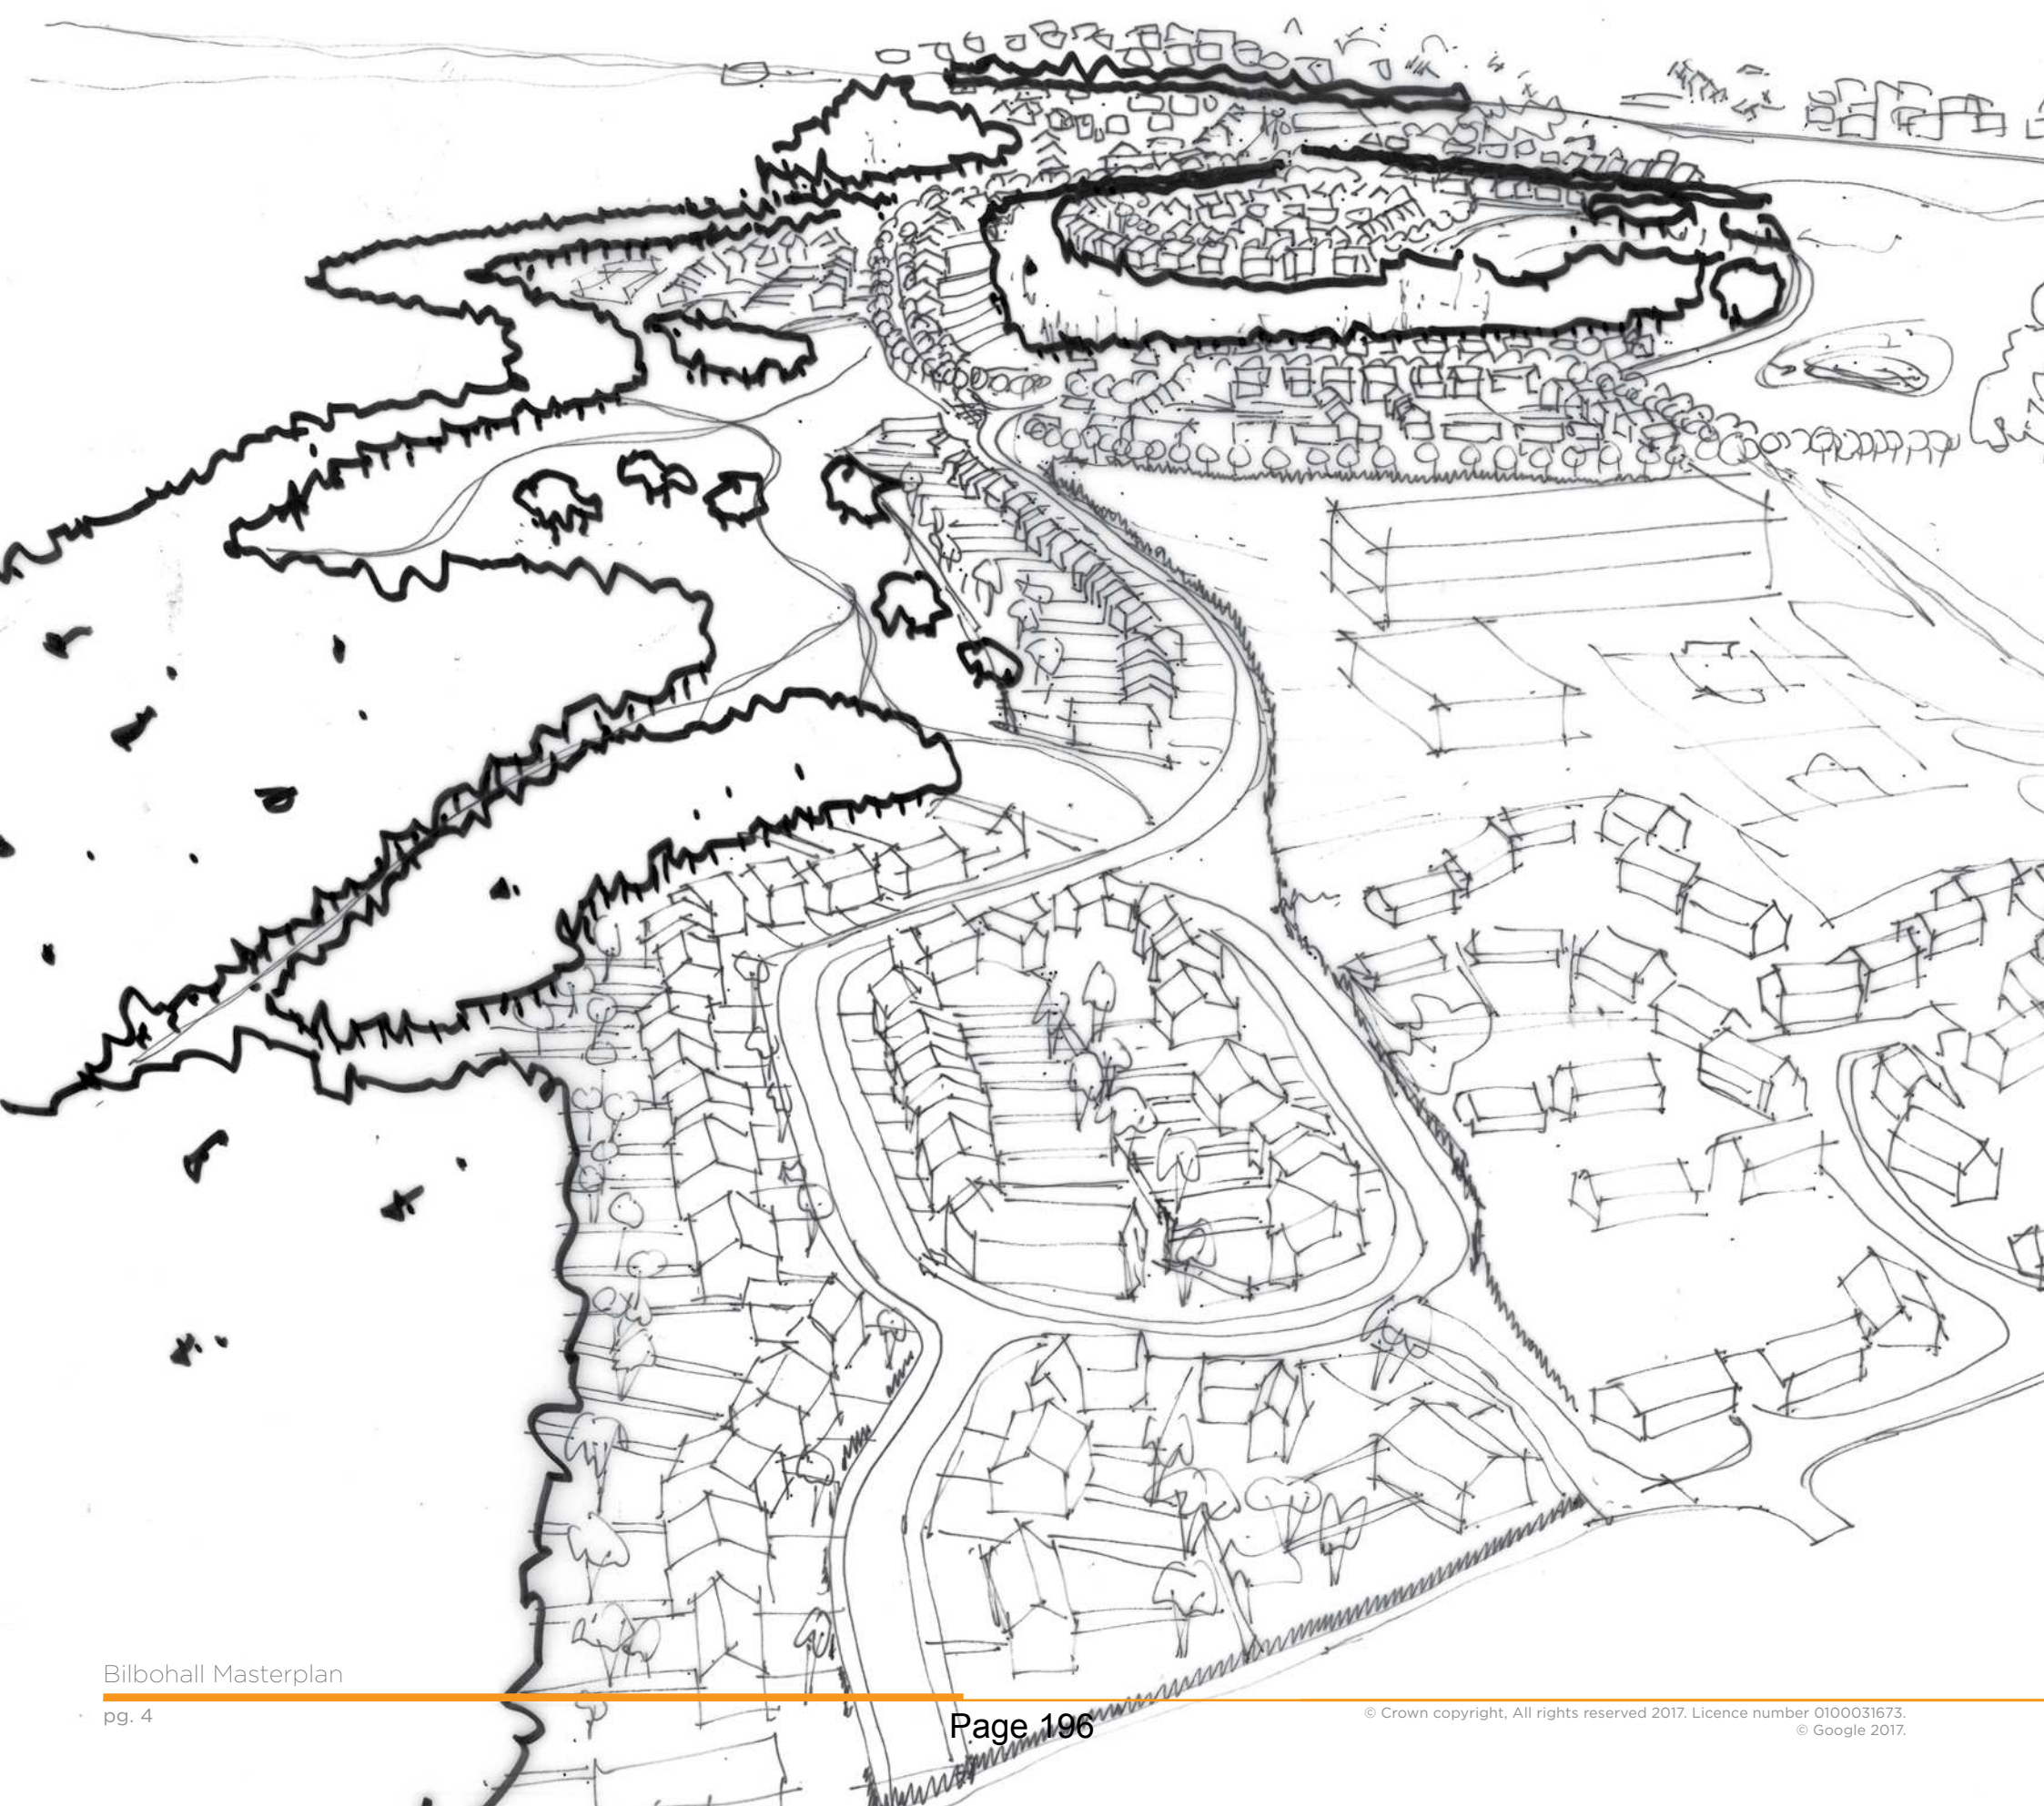 Bilbohall Masterplan
pg. 4
Page 196
© Crown copyright, All rights reserved 2017. Licence number 0100031673.
© Google 2017.